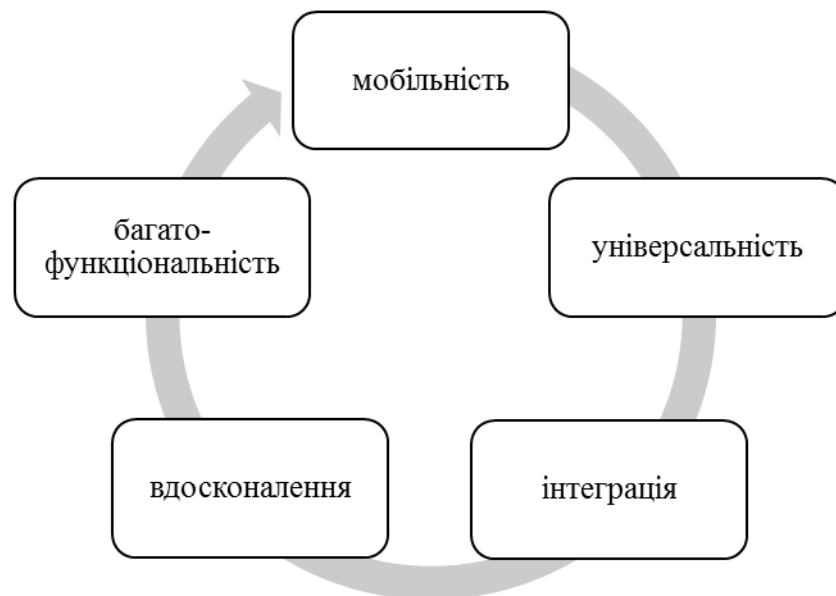 мобільність
універсальність
інтеграція
вдосконалення
багато-
функціональність